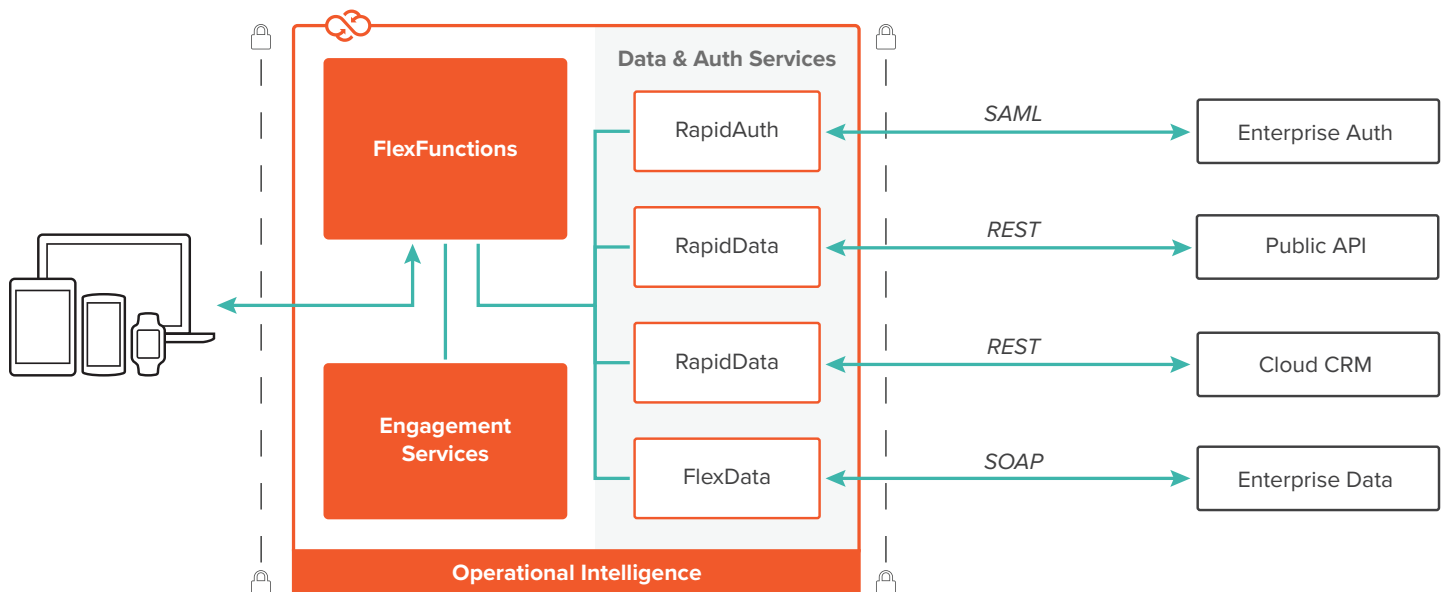 Data & Auth Services
FlexFunctions
RapidAuth
SAML
Enterprise Auth
RapidData
REST
Public API
RapidData
REST
Cloud CRM
Engagement
Services
FlexData
SOAP
Enterprise Data
Operational Intelligence